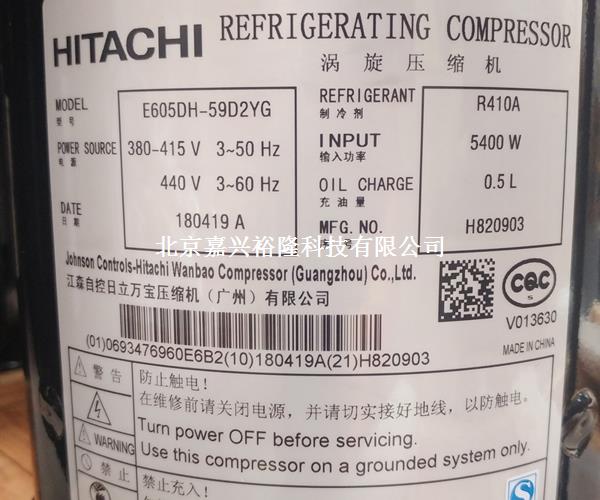 HITACHI REFRIGERATING COMPRESSOR
涡旋压缩机
MODEL 型号 E605DH-59D2YG
REFRIGERANT 制冷剂 R410A
POWER SOURCE 电源 380-415 V 3~50 Hz
440 V 3~60 Hz
INPUT 输入功率 5400 W
OIL CHARGE 充油量 0.5 L
DATE 日期 180419 A
MFG.NO. H820903
北京嘉兴裕隆科技有限公司
Johnson Controls-Hitachi Wanbao Compressor (Guangzhou) Co.,Ltd.
江森自控日立万宝压缩机（广州）有限公司
CQC
S
V013630
MADE IN CHINA
(01)0693476960E6B2(10)180419A(21)H820903
警告
防止触电!
在维修前请关闭电源，并请切实接好地线，以防触电。
WARNING
Turn power OFF before servicing.
Use this compressor on a grounded system only.
禁止
防止充入!